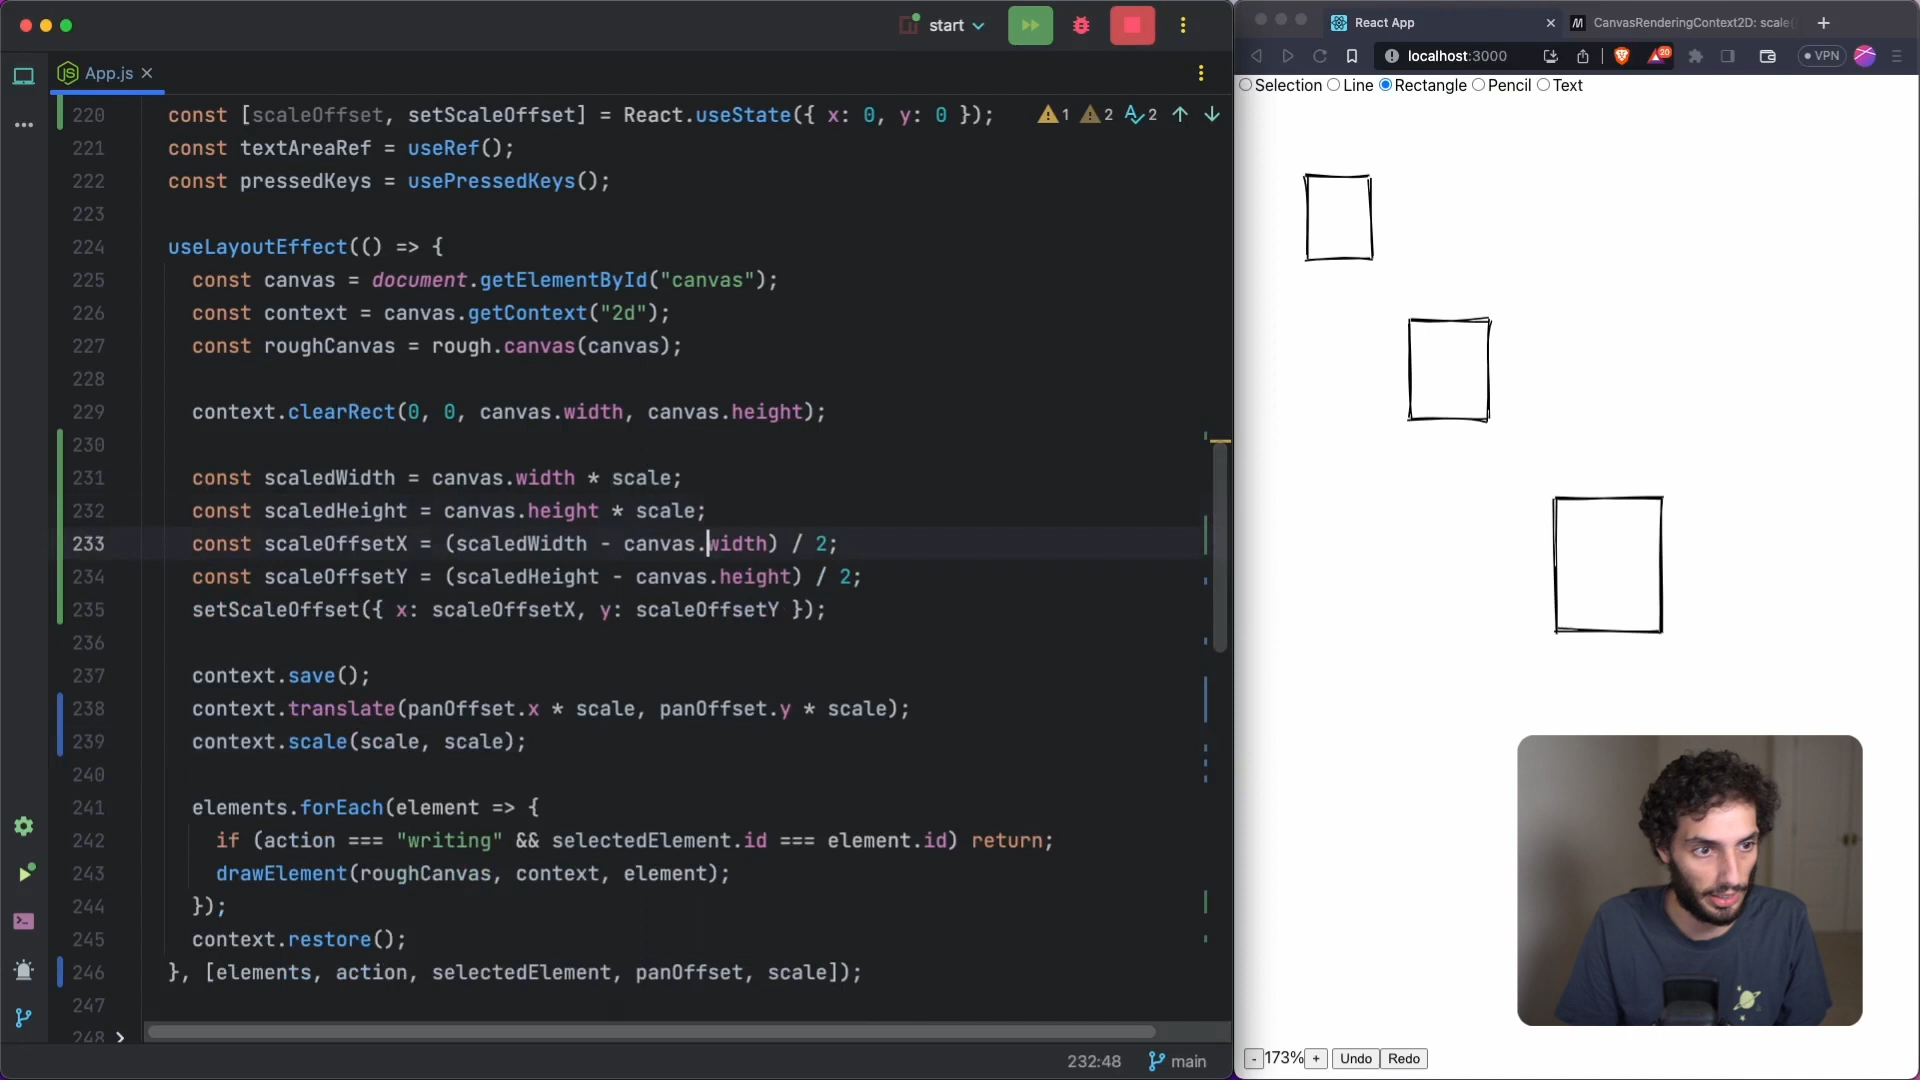 start
React App
CanvasRenderingContext2D: scale(
App.js
localhost:3000
20
VPN
Selection Line Rectangle Pencil Text
220 const [scaleOffset, setScaleOffset] = React.useState({ x: 0, y: 0 });
1 2 2
221 const textAreaRef = useRef();
222 const pressedKeys = usePressedKeys();
223
224 useLayoutEffect(() => {
225 const canvas = document.getElementById("canvas");
226 const context = canvas.getContext("2d");
227 const roughCanvas = rough.canvas(canvas);
228
229 context.clearRect(0, 0, canvas.width, canvas.height);
230
231 const scaledWidth = canvas.width * scale;
232 const scaledHeight = canvas.height * scale;
233 const scaleOffsetX = (scaledWidth - canvas.width) / 2;
234 const scaleOffsetY = (scaledHeight - canvas.height) / 2;
235 setScaleOffset({ x: scaleOffsetX, y: scaleOffsetY });
236
237 context.save();
238 context.translate(panOffset.x * scale, panOffset.y * scale);
239 context.scale(scale, scale);
240
241 elements.forEach(element => {
242 if (action === "writing" && selectedElement.id === element.id) return;
243 drawElement(roughCanvas, context, element);
244 });
245 context.restore();
246 }, [elements, action, selectedElement, panOffset, scale]);
247
248
232:48 main
- 173% + Undo Redo